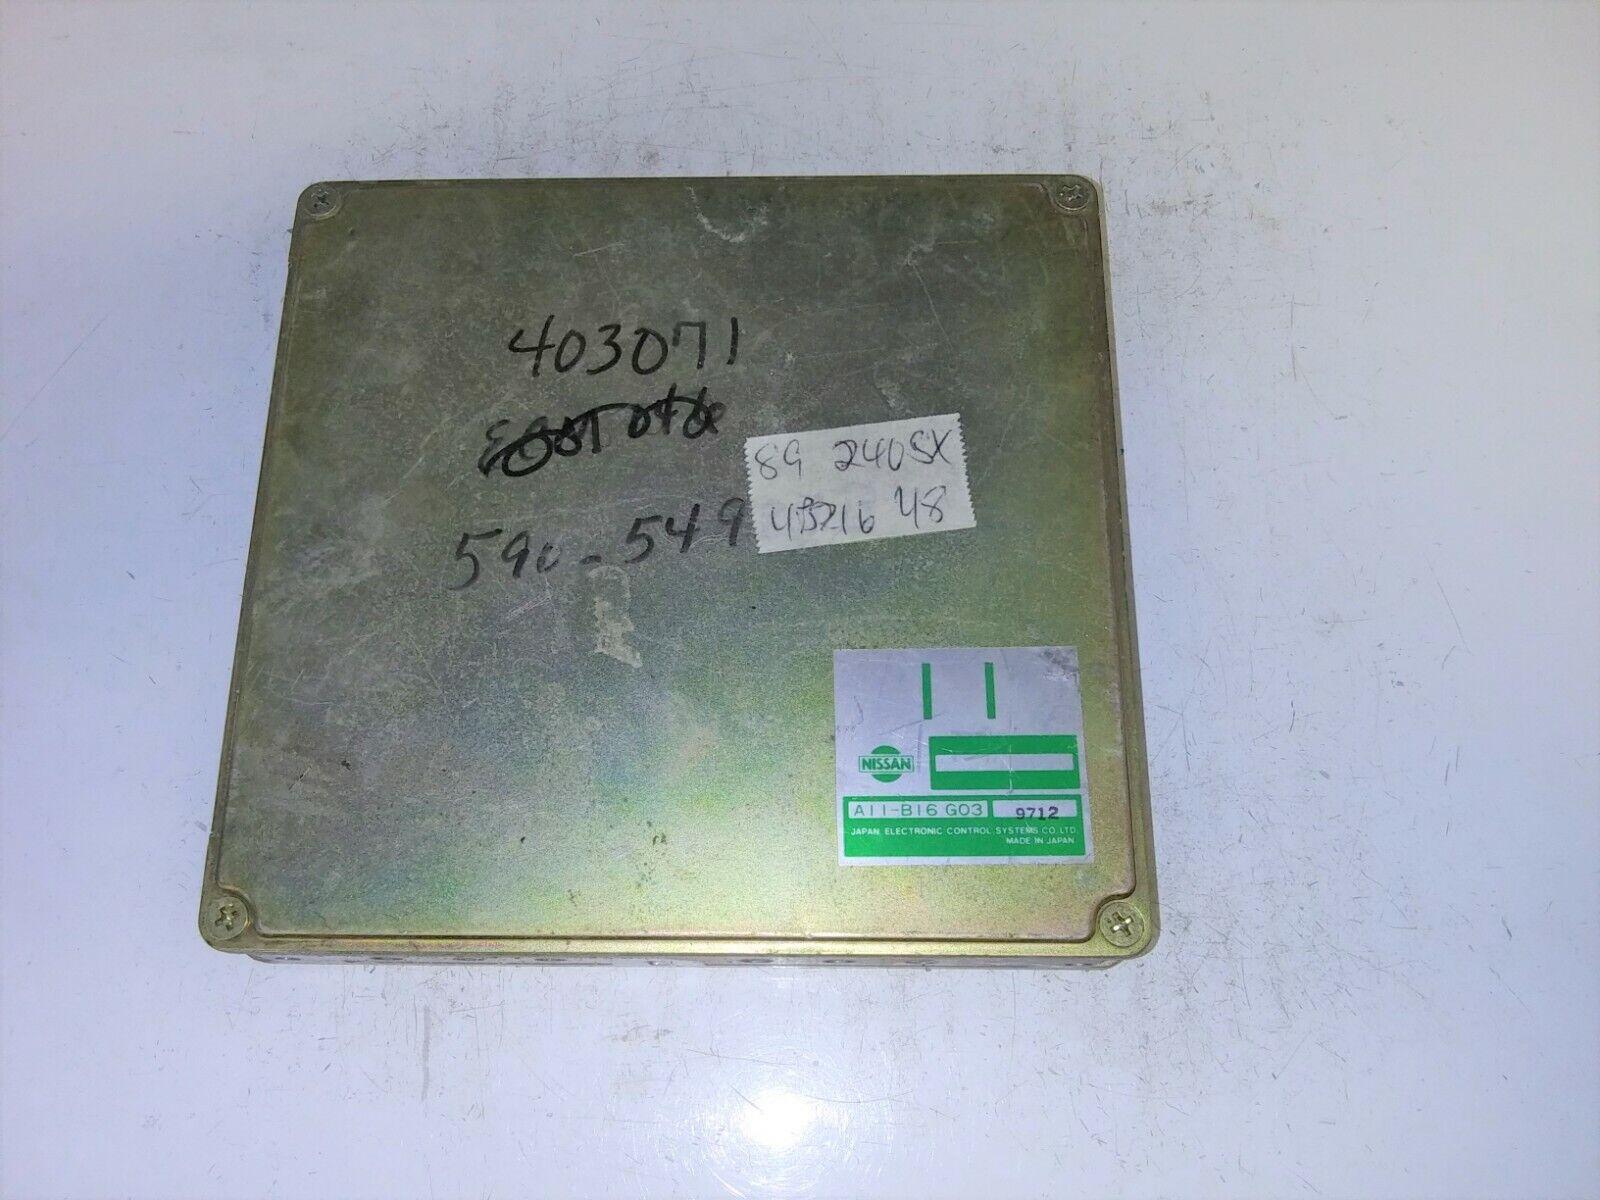 403071
590-549
89 240SX
48
NISSAN
A11-B16 G03 9712
JAPAN ELECTRONIC CONTROL SYSTEMS CO.LTD.
MADE IN JAPAN